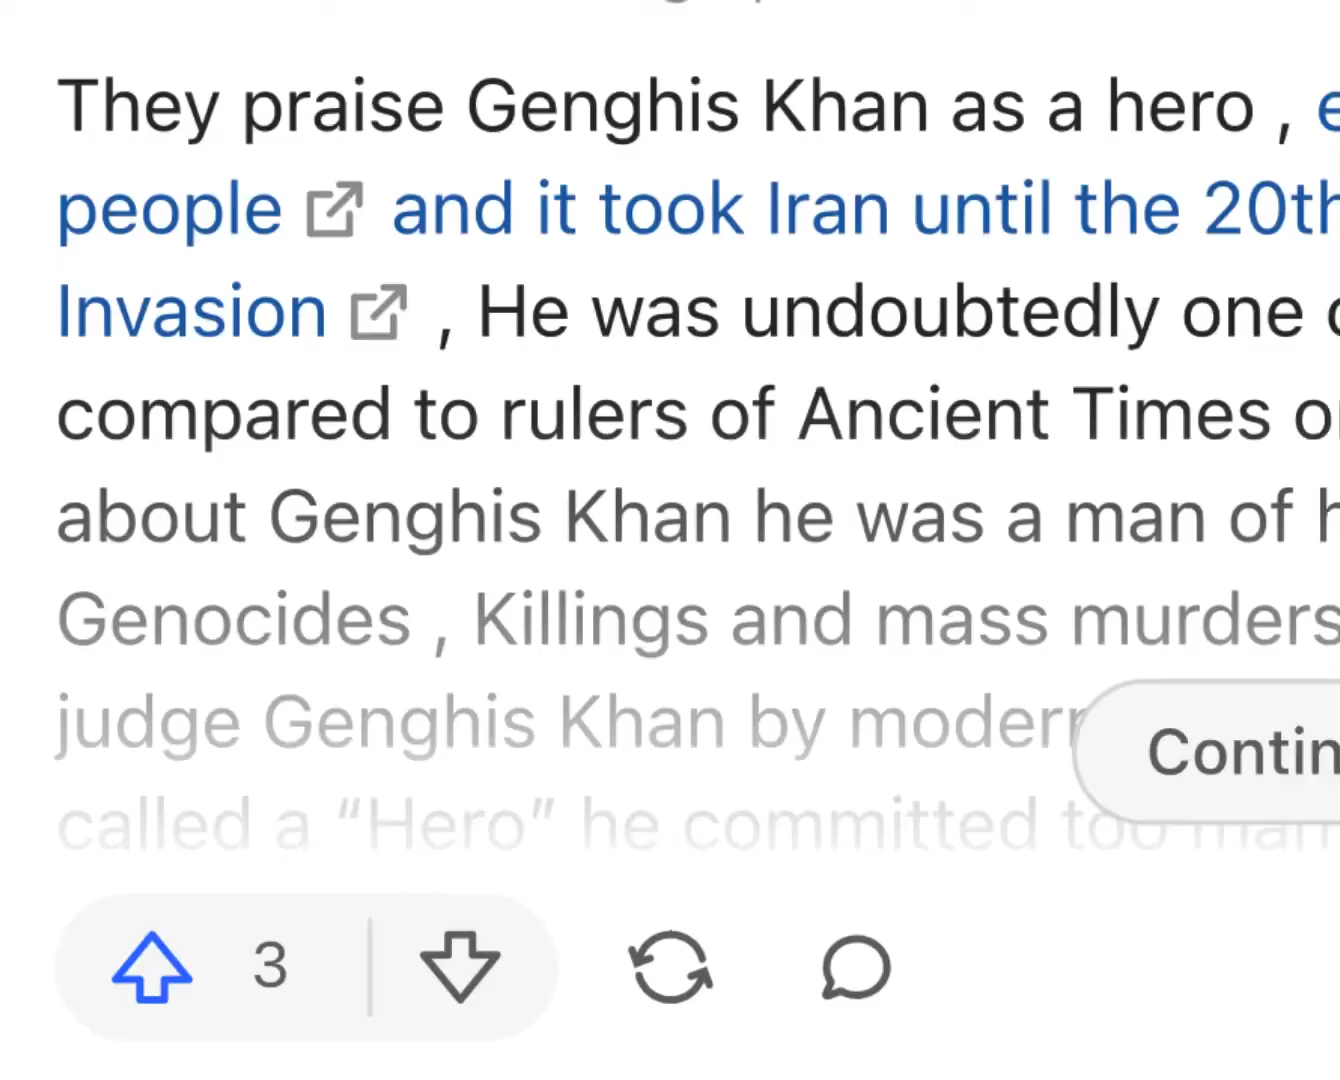 They praise Genghis Khan as a hero ,
people and it took Iran until the 20th
Invasion , He was undoubtedly one
compared to rulers of Ancient Times
about Genghis Khan he was a man of
Genocides , Killings and mass murders
judge Genghis Khan by modern
called a “Hero” he committed too
Contin
3